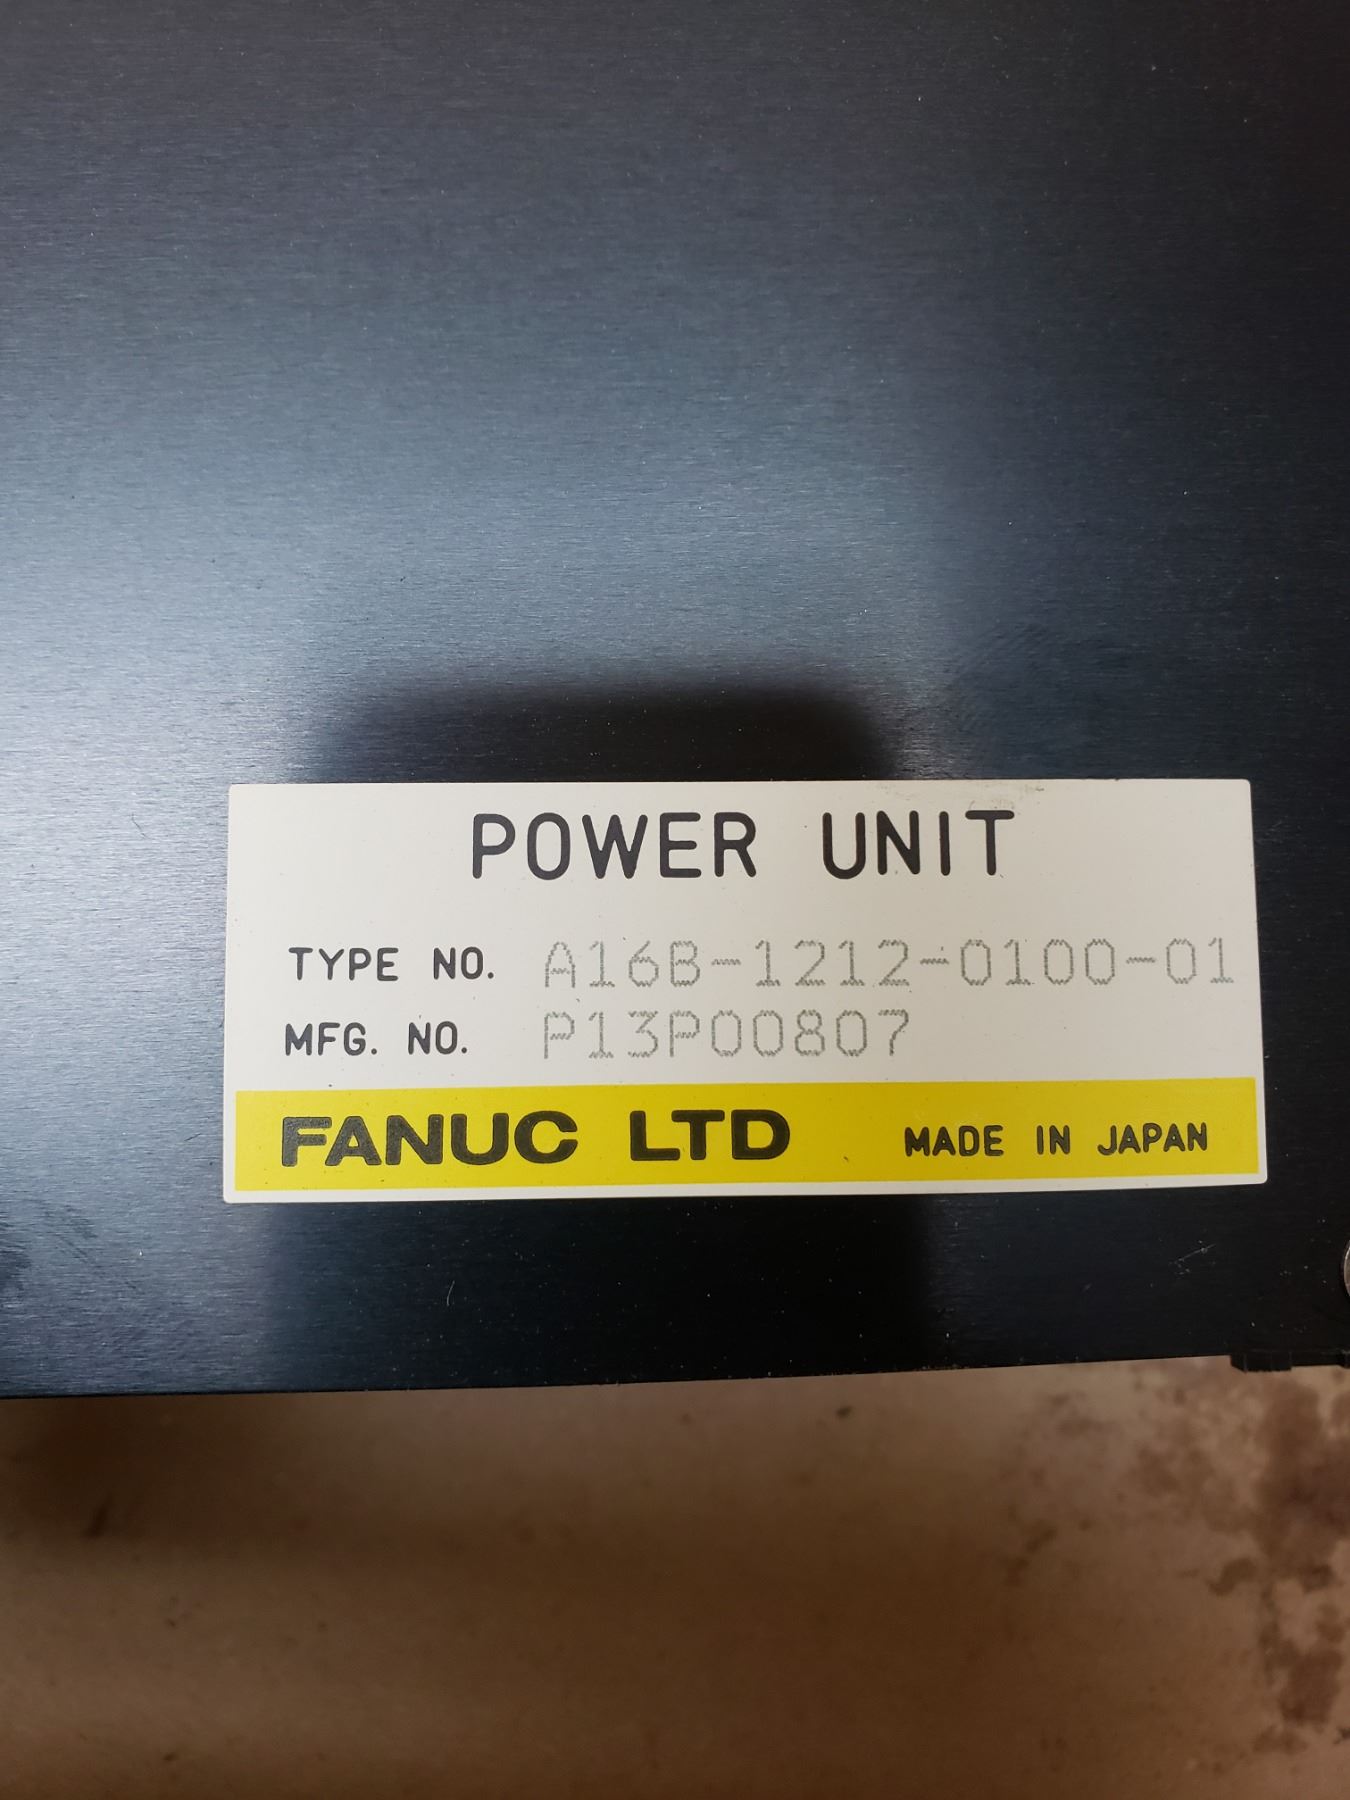 POWER UNIT
TYPE NO. A16B-1212-0100-01
MFG. NO. P13P00807
FANUC LTD MADE IN JAPAN